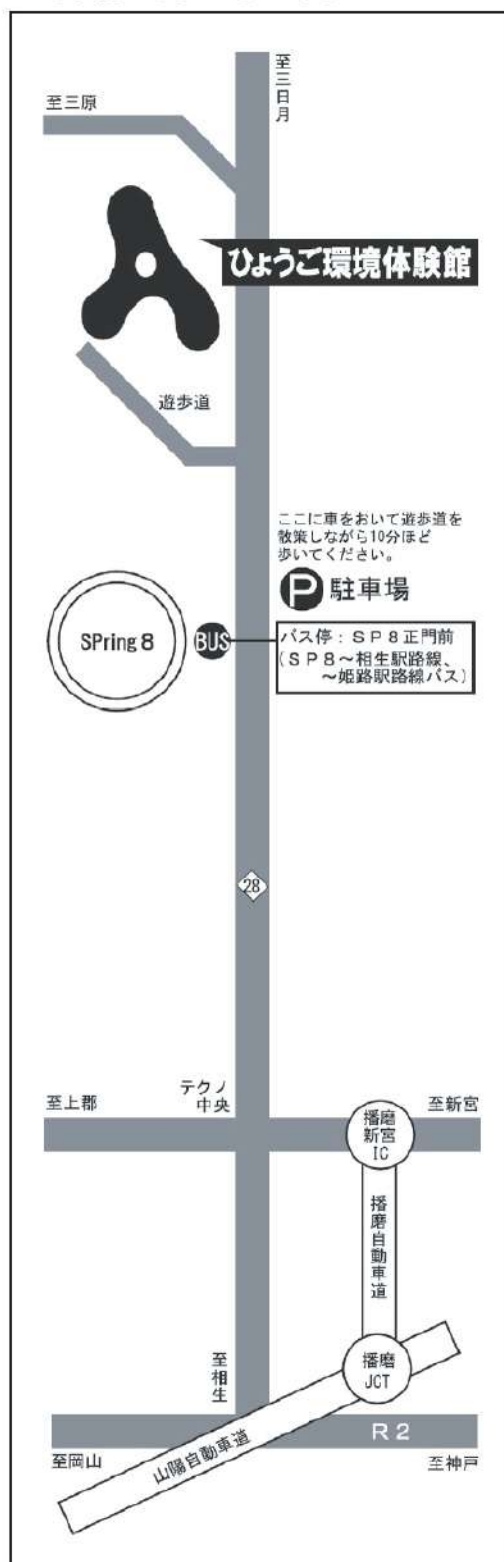 至三日月
至三原
ひょうご環境体験館
遊歩道
ここに車をおいて遊歩道を
散策しながら10分ほど
歩いてください。
P 駐車場
SPring 8
BUS
バス停：ＳＰ８正門前
(ＳＰ８～相生駅路線、
～姫路駅路線バス)
28
テクノ
中央
至上郡
至新宮
播磨
新宮
IC
播磨自動車道
至相生
播磨
JCT
R 2
山陽自動車道
至岡山
至神戸